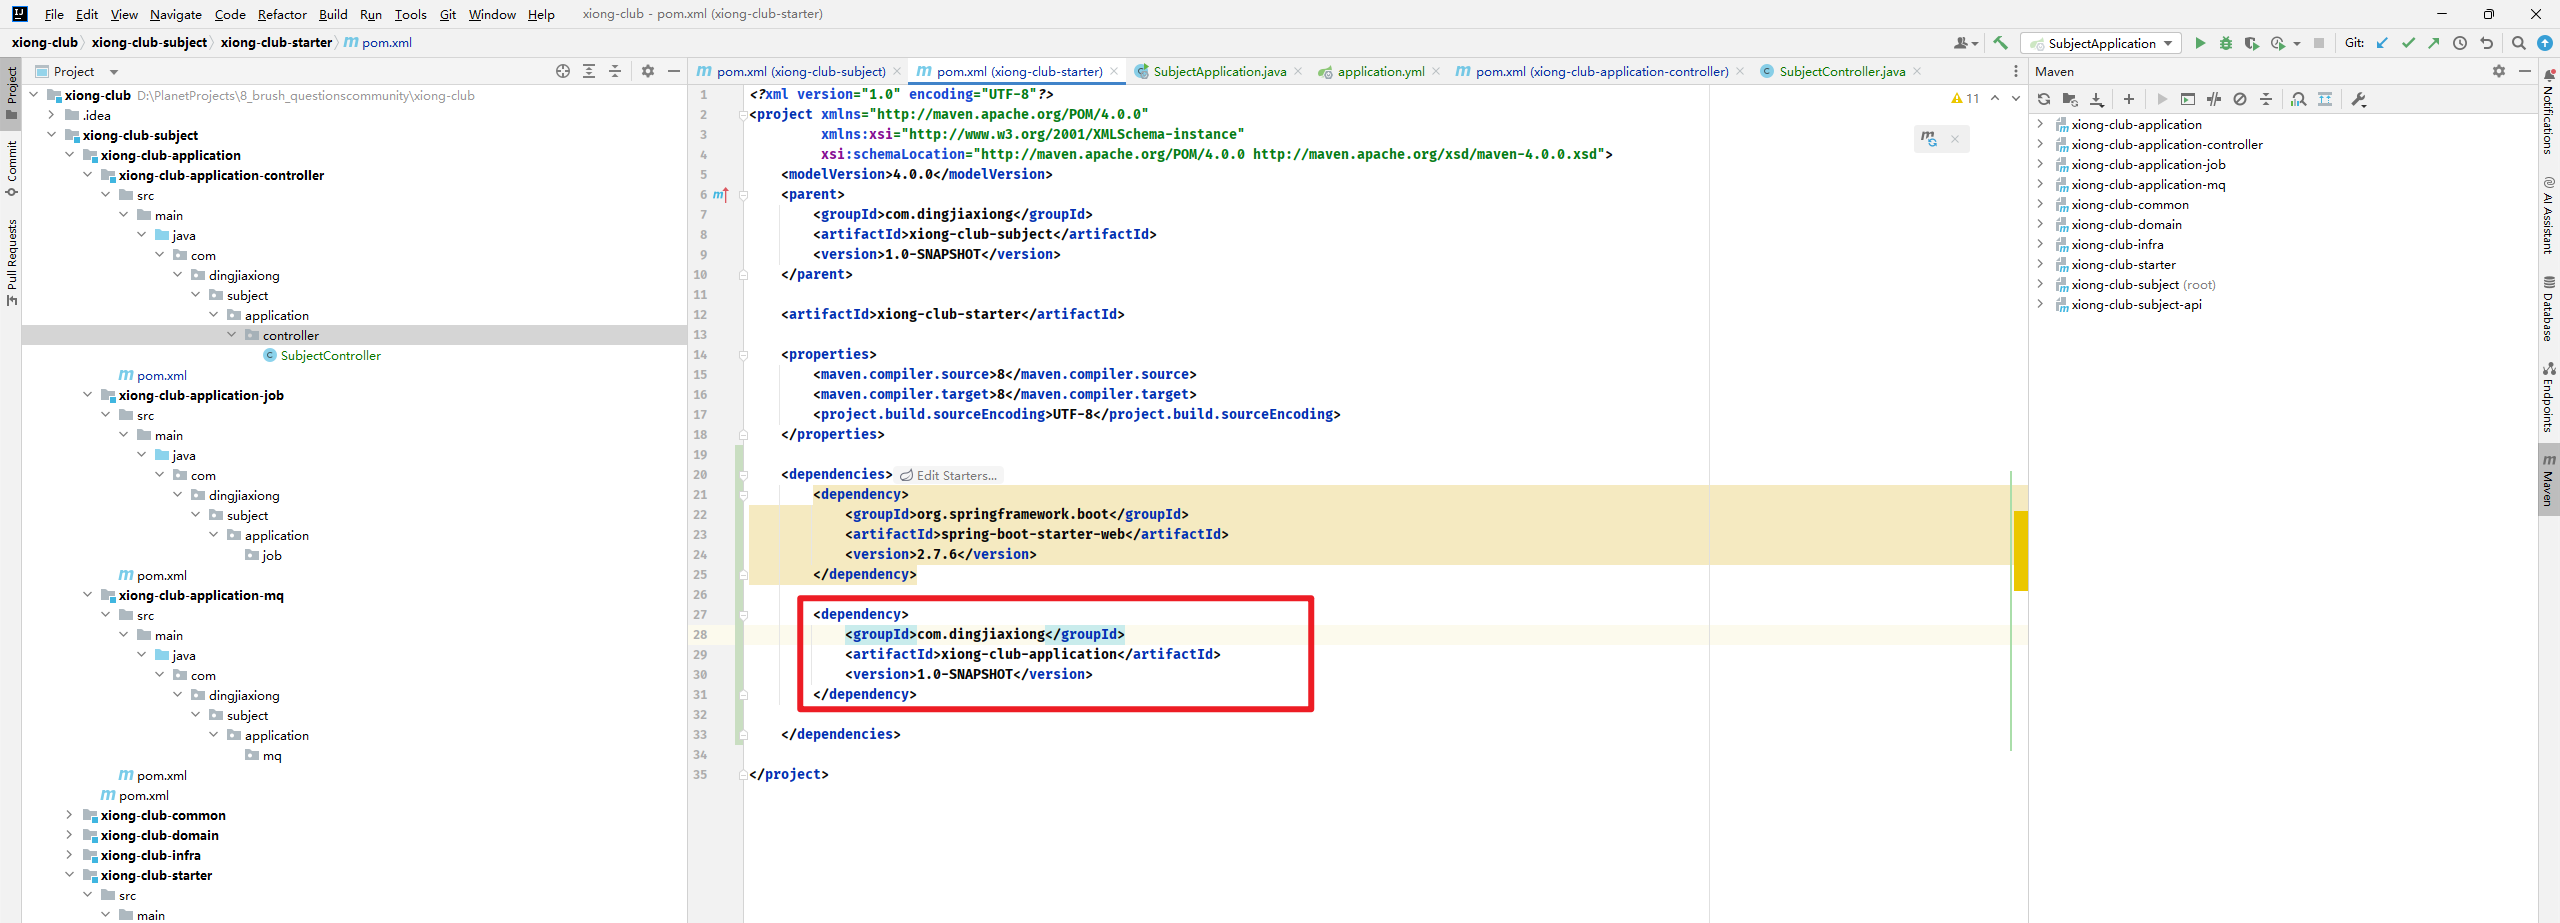 File Edit View Navigate Code Refactor Build Run Tools Git Window Help xiong-club - pom.xml (xiong-club-starter)
xiong-club xiong-club-subject xiong-club-starter pom.xml
SubjectApplication Git:
Project
pom.xml (xiong-club-subject) pom.xml (xiong-club-starter) SubjectApplication.java application.yml pom.xml (xiong-club-application-controller) SubjectController.java
Maven
Project
Commit
Pull Requests
xiong-club D:\PlanetProjects\8_brush_questionscommunity\xiong-club
.idea
xiong-club-subject
xiong-club-application
xiong-club-application-controller
src
main
java
com
dingjiaxiong
subject
application
controller
SubjectController
pom.xml
xiong-club-application-job
src
main
java
com
dingjiaxiong
subject
application
job
pom.xml
xiong-club-application-mq
src
main
java
com
dingjiaxiong
subject
application
mq
pom.xml
pom.xml
xiong-club-common
xiong-club-domain
xiong-club-infra
xiong-club-starter
src
main
11
1 <?xml version="1.0" encoding="UTF-8"?>
2 <project xmlns="http://maven.apache.org/POM/4.0.0"
3 xmlns:xsi="http://www.w3.org/2001/XMLSchema-instance"
4 xsi:schemaLocation="http://maven.apache.org/POM/4.0.0 http://maven.apache.org/xsd/maven-4.0.0.xsd">
5 <modelVersion>4.0.0</modelVersion>
6 <parent>
7 <groupId>com.dingjiaxiong</groupId>
8 <artifactId>xiong-club-subject</artifactId>
9 <version>1.0-SNAPSHOT</version>
10 </parent>
11
12 <artifactId>xiong-club-starter</artifactId>
13
14 <properties>
15 <maven.compiler.source>8</maven.compiler.source>
16 <maven.compiler.target>8</maven.compiler.target>
17 <project.build.sourceEncoding>UTF-8</project.build.sourceEncoding>
18 </properties>
19
20 <dependencies> Edit Starters...
21 <dependency>
22 <groupId>org.springframework.boot</groupId>
23 <artifactId>spring-boot-starter-web</artifactId>
24 <version>2.7.6</version>
25 </dependency>
26
27 <dependency>
28 <groupId>com.dingjiaxiong</groupId>
29 <artifactId>xiong-club-application</artifactId>
30 <version>1.0-SNAPSHOT</version>
31 </dependency>
32
33 </dependencies>
34
35 </project>
xiong-club-application
xiong-club-application-controller
xiong-club-application-job
xiong-club-application-mq
xiong-club-common
xiong-club-domain
xiong-club-infra
xiong-club-starter
xiong-club-subject (root)
xiong-club-subject-api
Notifications
AI Assistant
Database
Endpoints
Maven